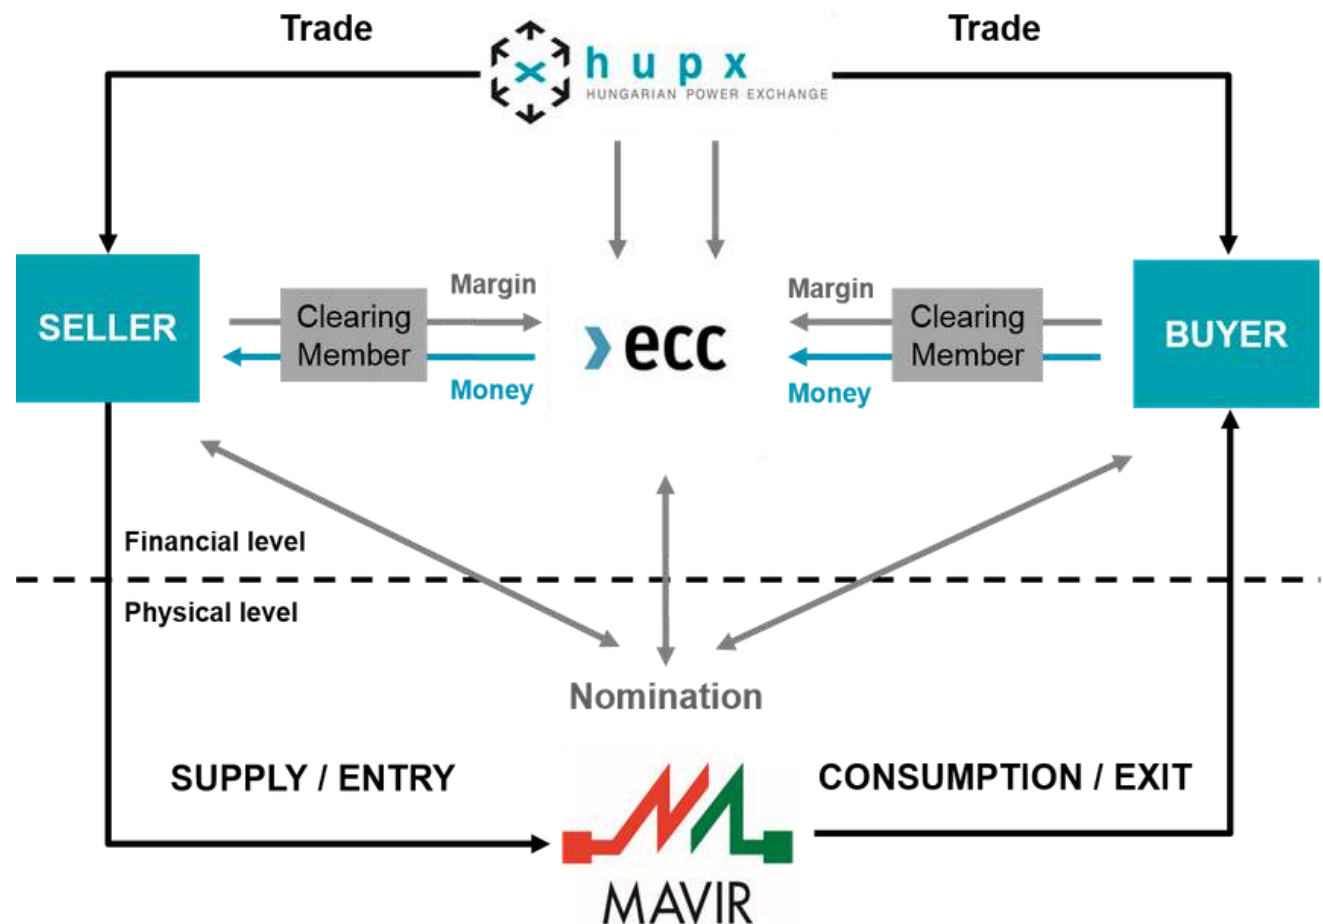 Trade
Trade
hupx
HUNGARIAN POWER EXCHANGE
SELLER
Clearing
Member
Margin
Money
ecc
Margin
Money
Clearing
Member
BUYER
Financial level
Physical level
Nomination
SUPPLY / ENTRY
CONSUMPTION / EXIT
MAVIR